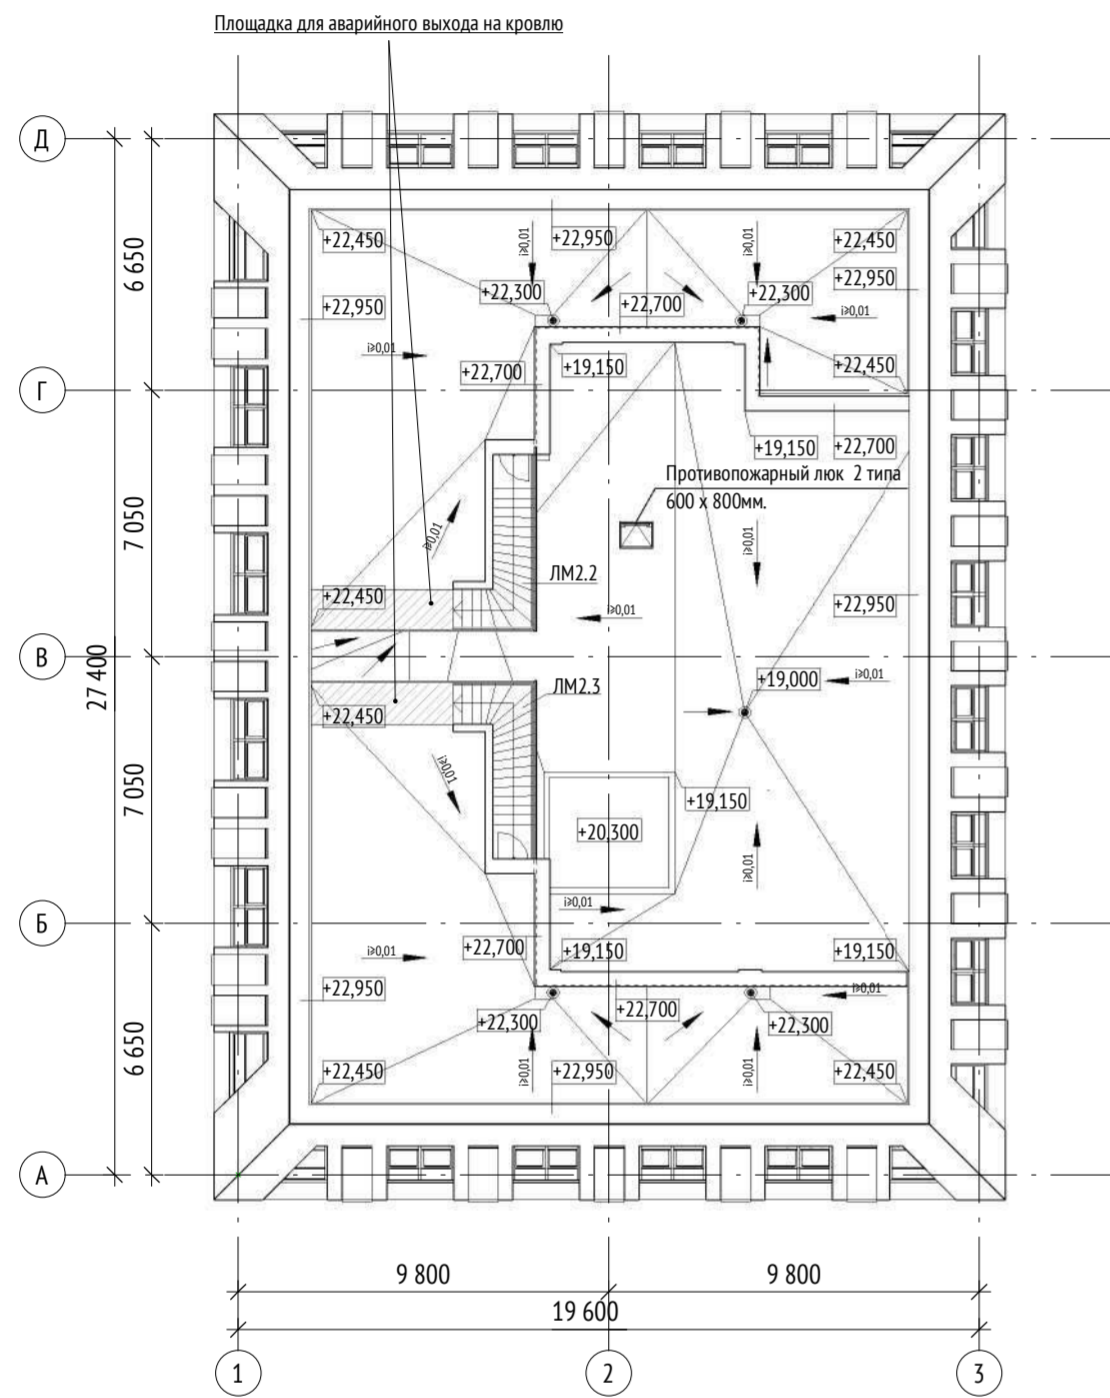 Площадка для аварийного выхода на кровлю
Д
+22,450
i⩾0,01
+22,950
i⩾0,01
+22,450
6 650
+22,950
+22,300
+22,700
+22,300
+22,950
i⩾0,01
i⩾0,01
+22,700
+19,150
+22,450
Г
+19,150
+22,700
Противопожарный люк 2 типа
600 х 800мм.
7 050
i⩾0,01
i⩾0,01
ЛМ2.2
+22,450
i⩾0,01
+22,950
В
27 400
ЛМ2.3
+19,000
i⩾0,01
+22,450
7 050
i⩾0,01
+19,150
+20,300
i⩾0,01
i⩾0,01
Б
i⩾0,01
+22,700
+19,150
+19,150
+22,950
i⩾0,01
+22,300
+22,700
+22,300
6 650
+22,450
i⩾0,01
+22,950
i⩾0,01
+22,450
А
9 800
9 800
19 600
1
2
3